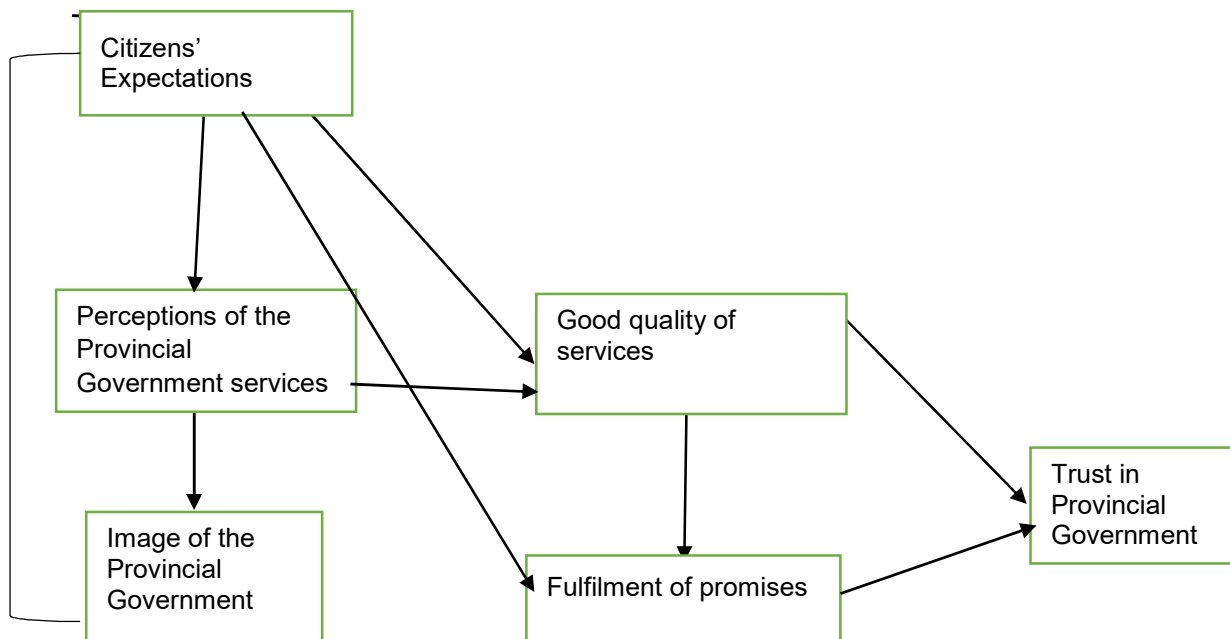 Citizens’
Expectations
Perceptions of the
Provincial
Government services
Good quality of
services
Trust in
Provincial
Government
Image of the
Provincial
Government
Fulfilment of promises